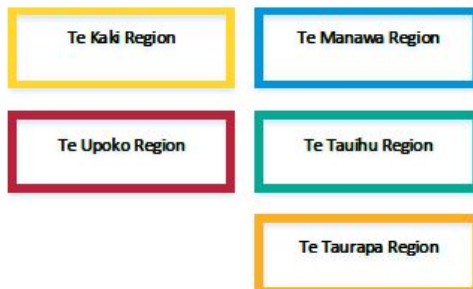 Te Kaki Region
Te Manawa Region
Te Upoko Region
Te Tauihu Region
Te Taurapa Region